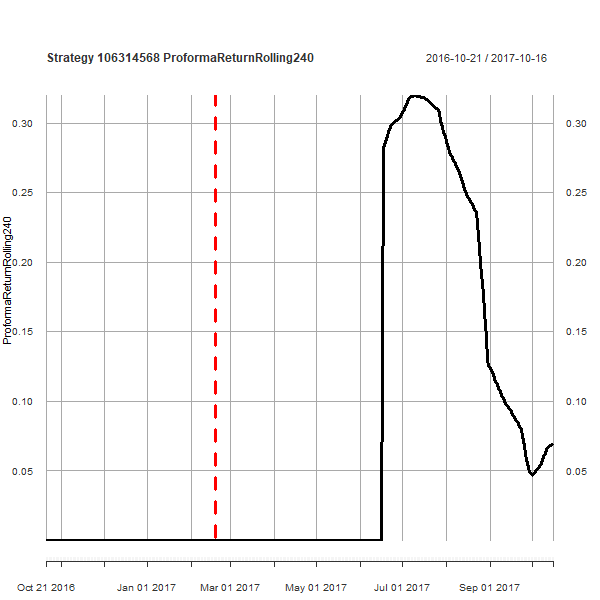 Strategy 106314568 ProformaReturnRolling240
2016-10-21 / 2017-10-16
0.30 0.30
0.25 0.25
0.20 0.20
0.15 0.15
0.10 0.10
0.05 0.05
ProformaReturnRolling240
Oct 21 2016 Jan 01 2017 Mar 01 2017 May 01 2017 Jul 01 2017 Sep 01 2017